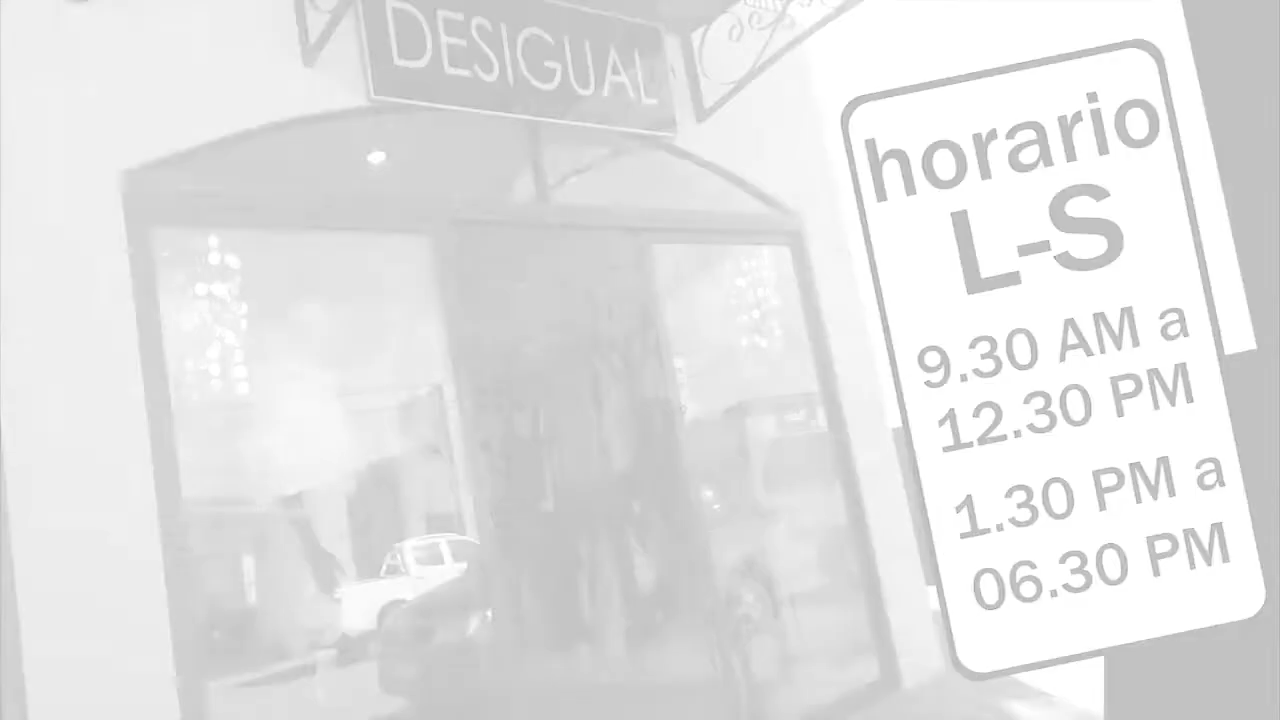 DESIGUAL
horario
L-S
9.30 AM a
12.30 PM
1.30 PM a
06.30 PM